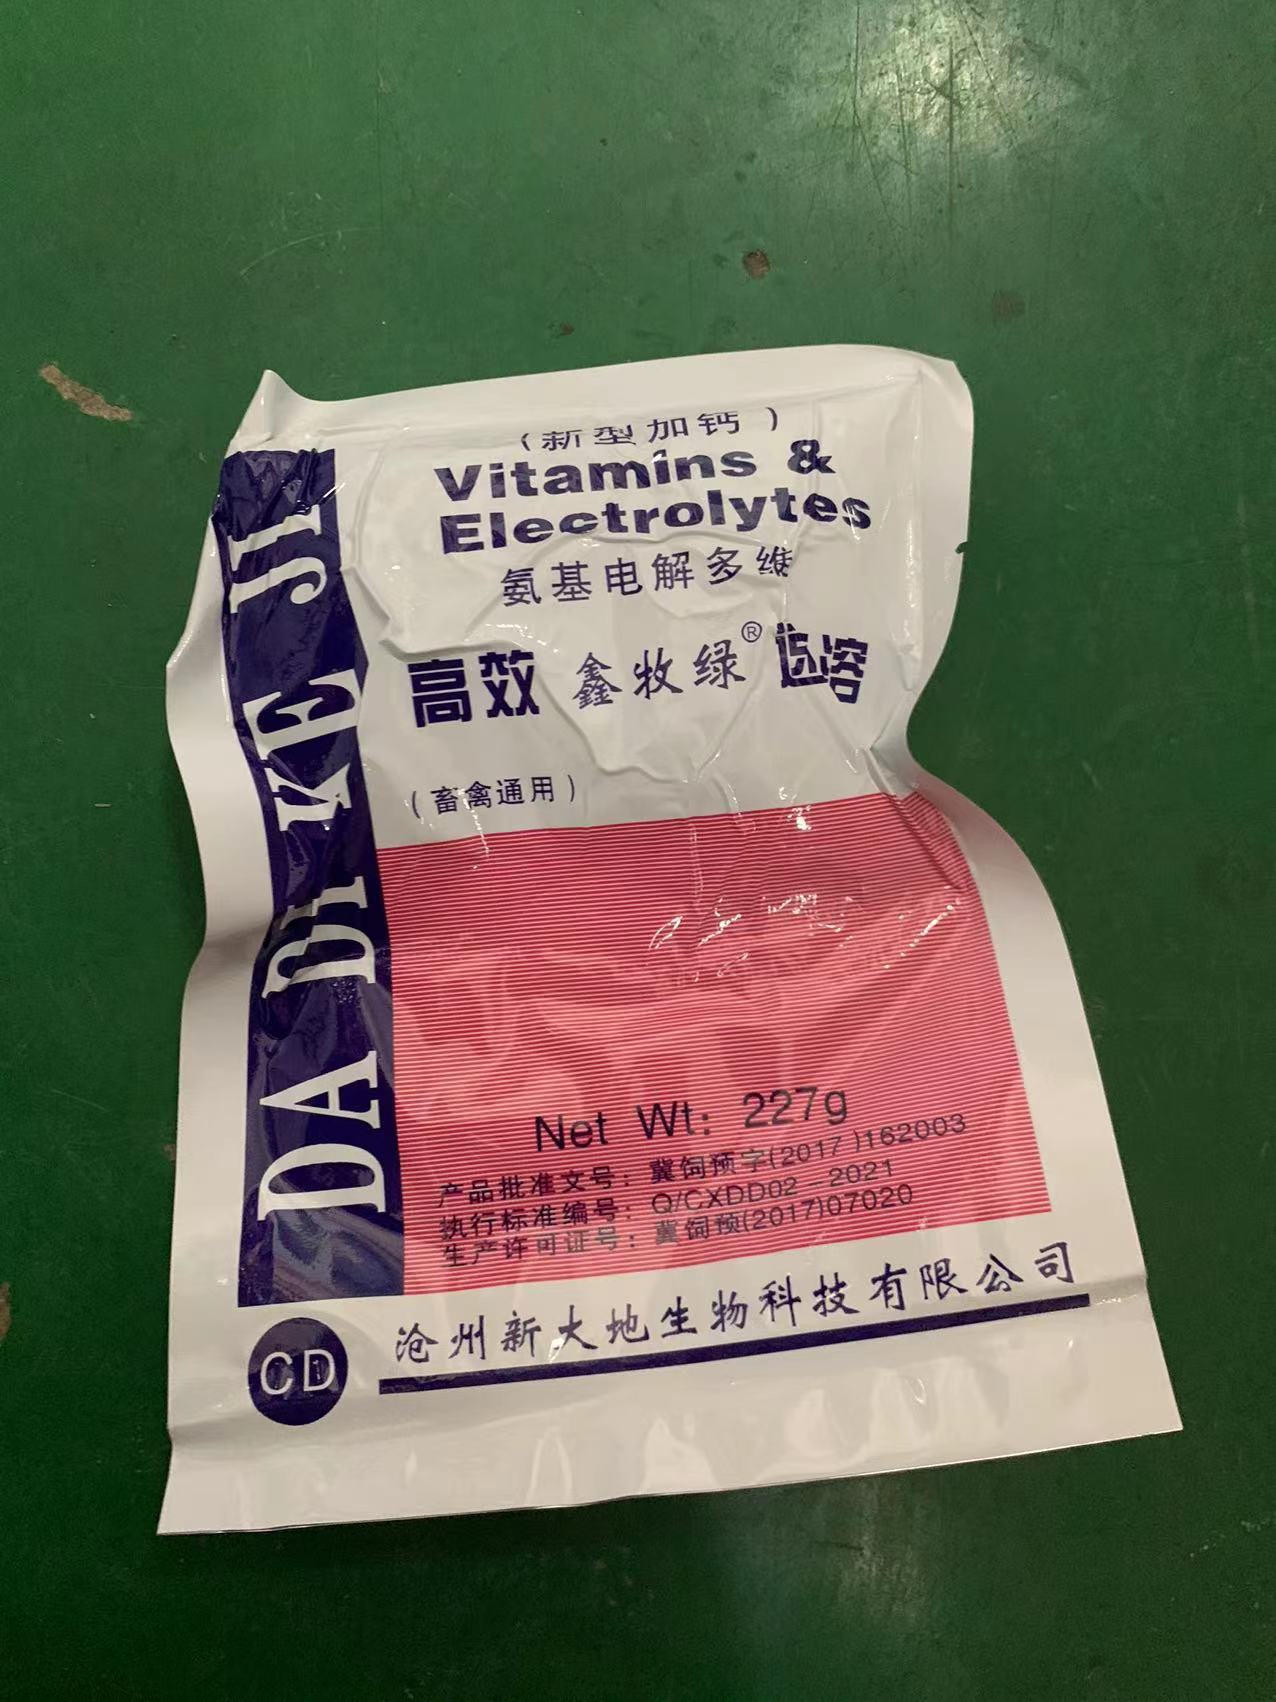 （新型加钙）
Vitamins &
Electrolytes
氨基电解多维
高效 鑫牧绿® 速溶
（畜禽通用）
DA DI KE JI
Net Wt: 227g
产品批准文号：冀饲预字(2017)162003
执行标准编号：Q/CXDD02-2021
生产许可证号：冀饲预(2017)07020
沧州新大地生物科技有限公司
CD